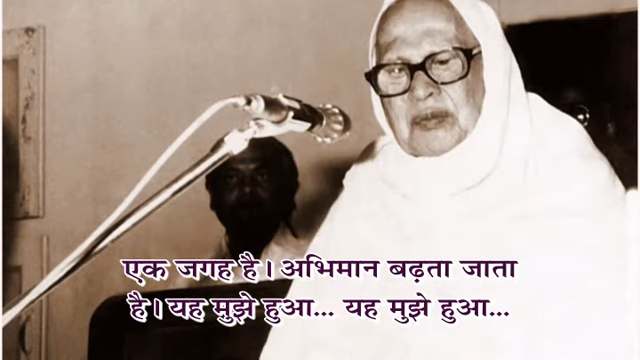 एक जगह है। अभिमान बढ़ता जाता
है। यह मुझे हुआ... यह मुझे हुआ...